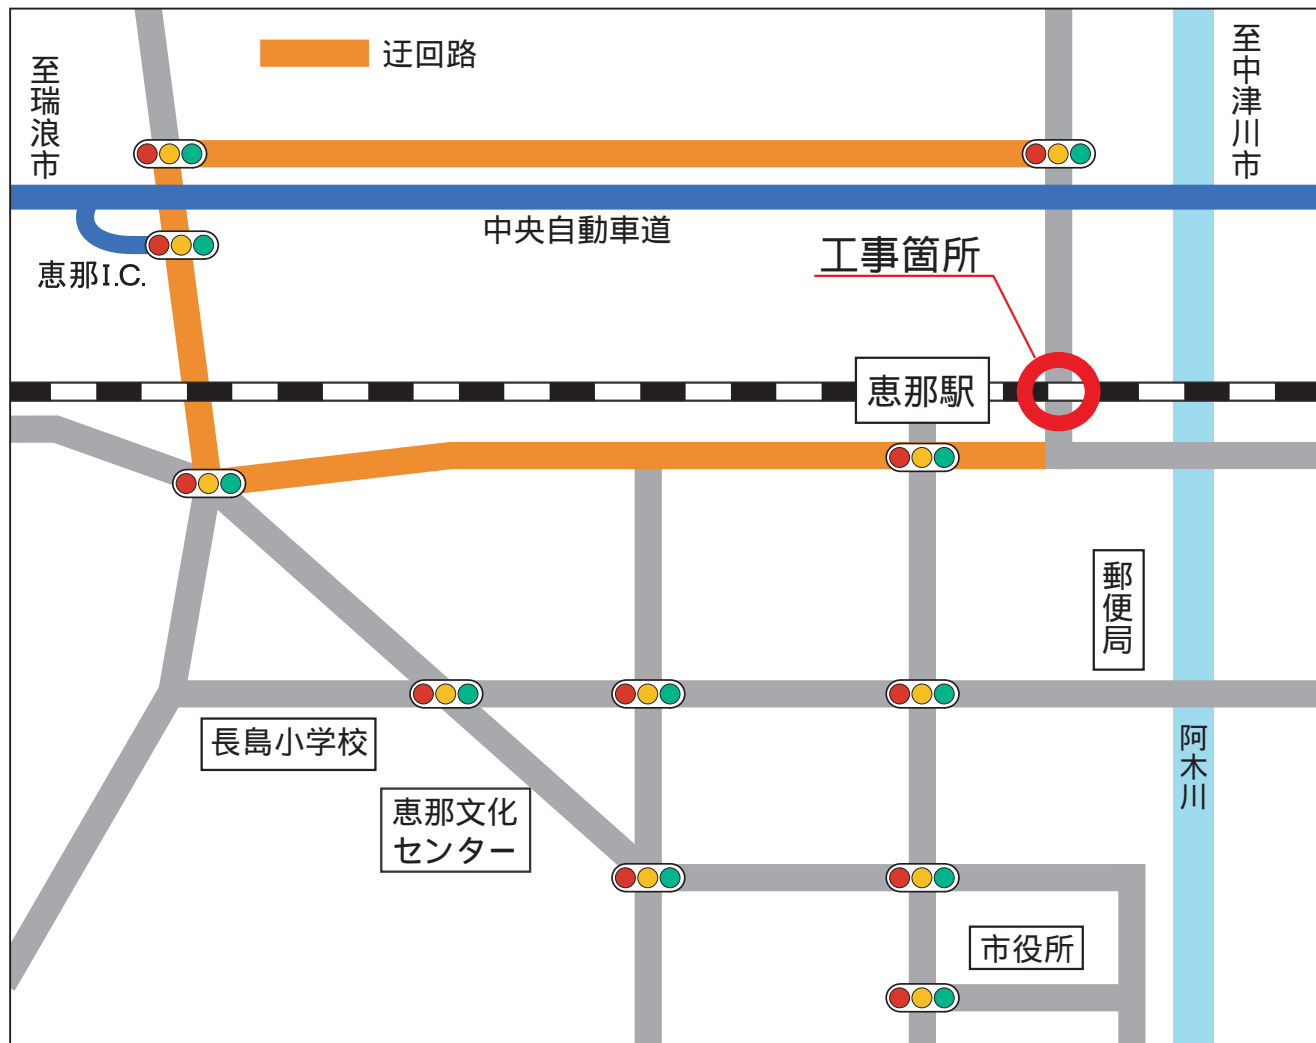 迂回路
至瑞浪市
至中津川市
中央自動車道
恵那I.C.
工事箇所
恵那駅
郵便局
長島小学校
阿木川
恵那文化
センター
市役所